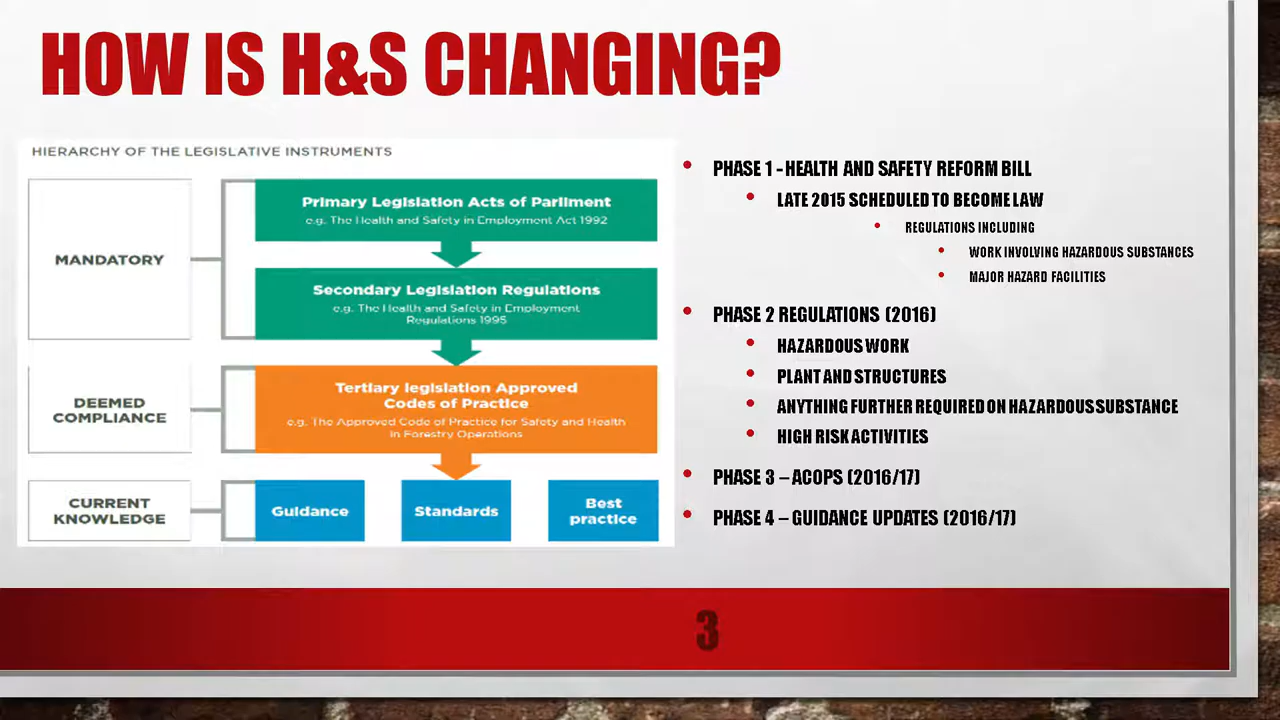 HOW IS H&S CHANGING?
HIERARCHY OF THE LEGISLATIVE INSTRUMENTS
MANDATORY
Primary Legislation Acts of Parliment
e.g. The Health and Safety in Employment Act 1992
Secondary Legislation Regulations
e.g. The Health and Safety in Employment
Regulations 1995
DEEMED
COMPLIANCE
Tertiary legislation Approved
Codes of Practice
e.g. The Approved Code of Practice for Safety and Health
in Forestry Operations
CURRENT
KNOWLEDGE
Guidance
Standards
Best
practice
• PHASE 1 - HEALTH AND SAFETY REFORM BILL
• LATE 2015 SCHEDULED TO BECOME LAW
• REGULATIONS INCLUDING
• WORK INVOLVING HAZARDOUS SUBSTANCES
• MAJOR HAZARD FACILITIES
• PHASE 2 REGULATIONS (2016)
• HAZARDOUS WORK
• PLANT AND STRUCTURES
• ANYTHING FURTHER REQUIRED ON HAZARDOUS SUBSTANCE
• HIGH RISK ACTIVITIES
• PHASE 3 – ACOPS (2016/17)
• PHASE 4 – GUIDANCE UPDATES (2016/17)
3